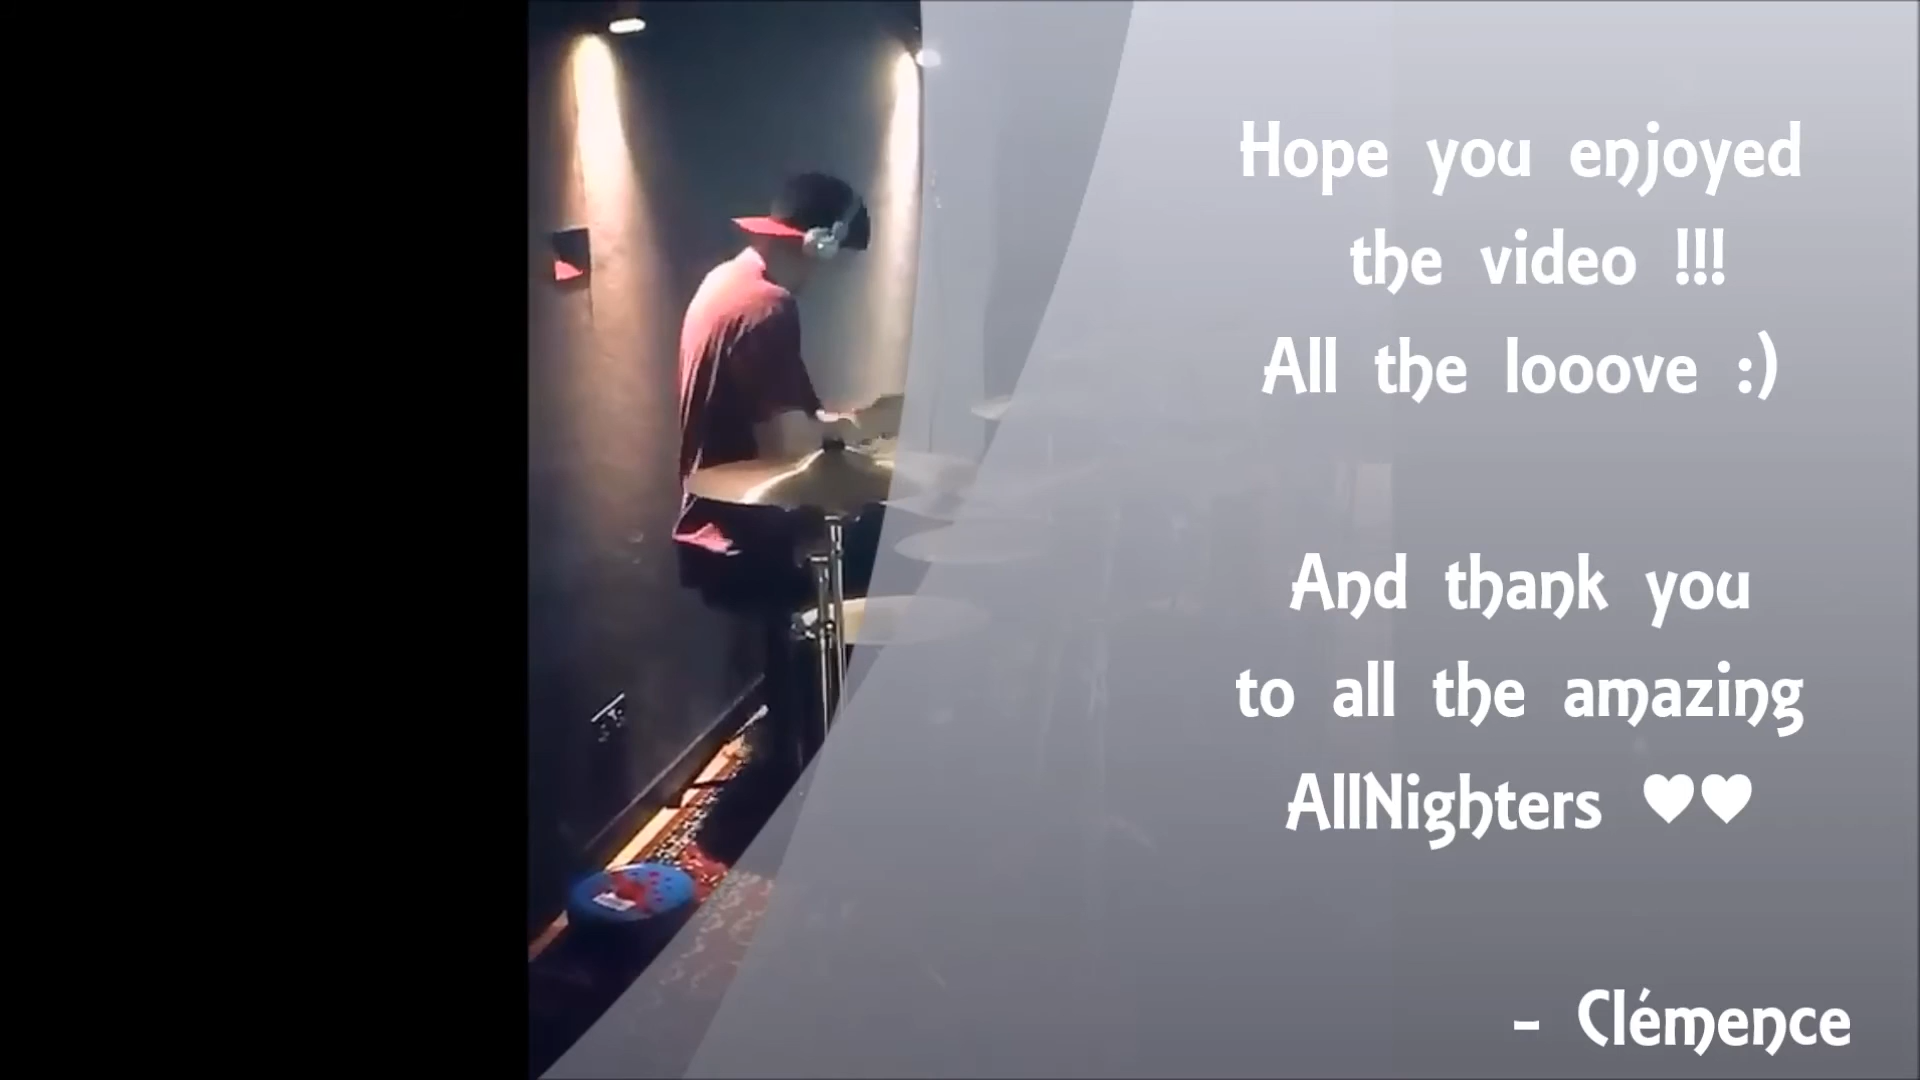 Hope you enjoyed
the video !!!
All the looove :)
And thank you
to all the amazing
AllNighters ♥♥
- Clémence